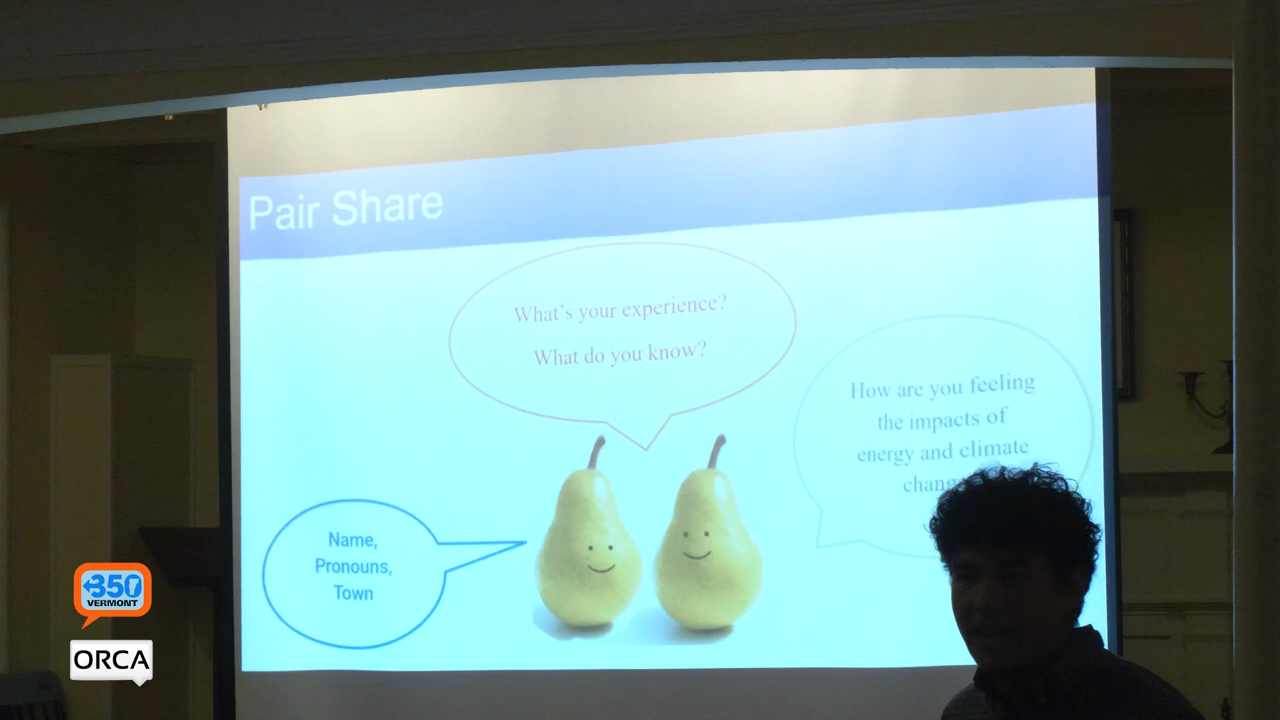 Pair Share
What's your experience?
What do you know?
How are you feeling
the impacts of
energy and climate
Name,
Pronouns,
Town
350
VERMONT
ORCA